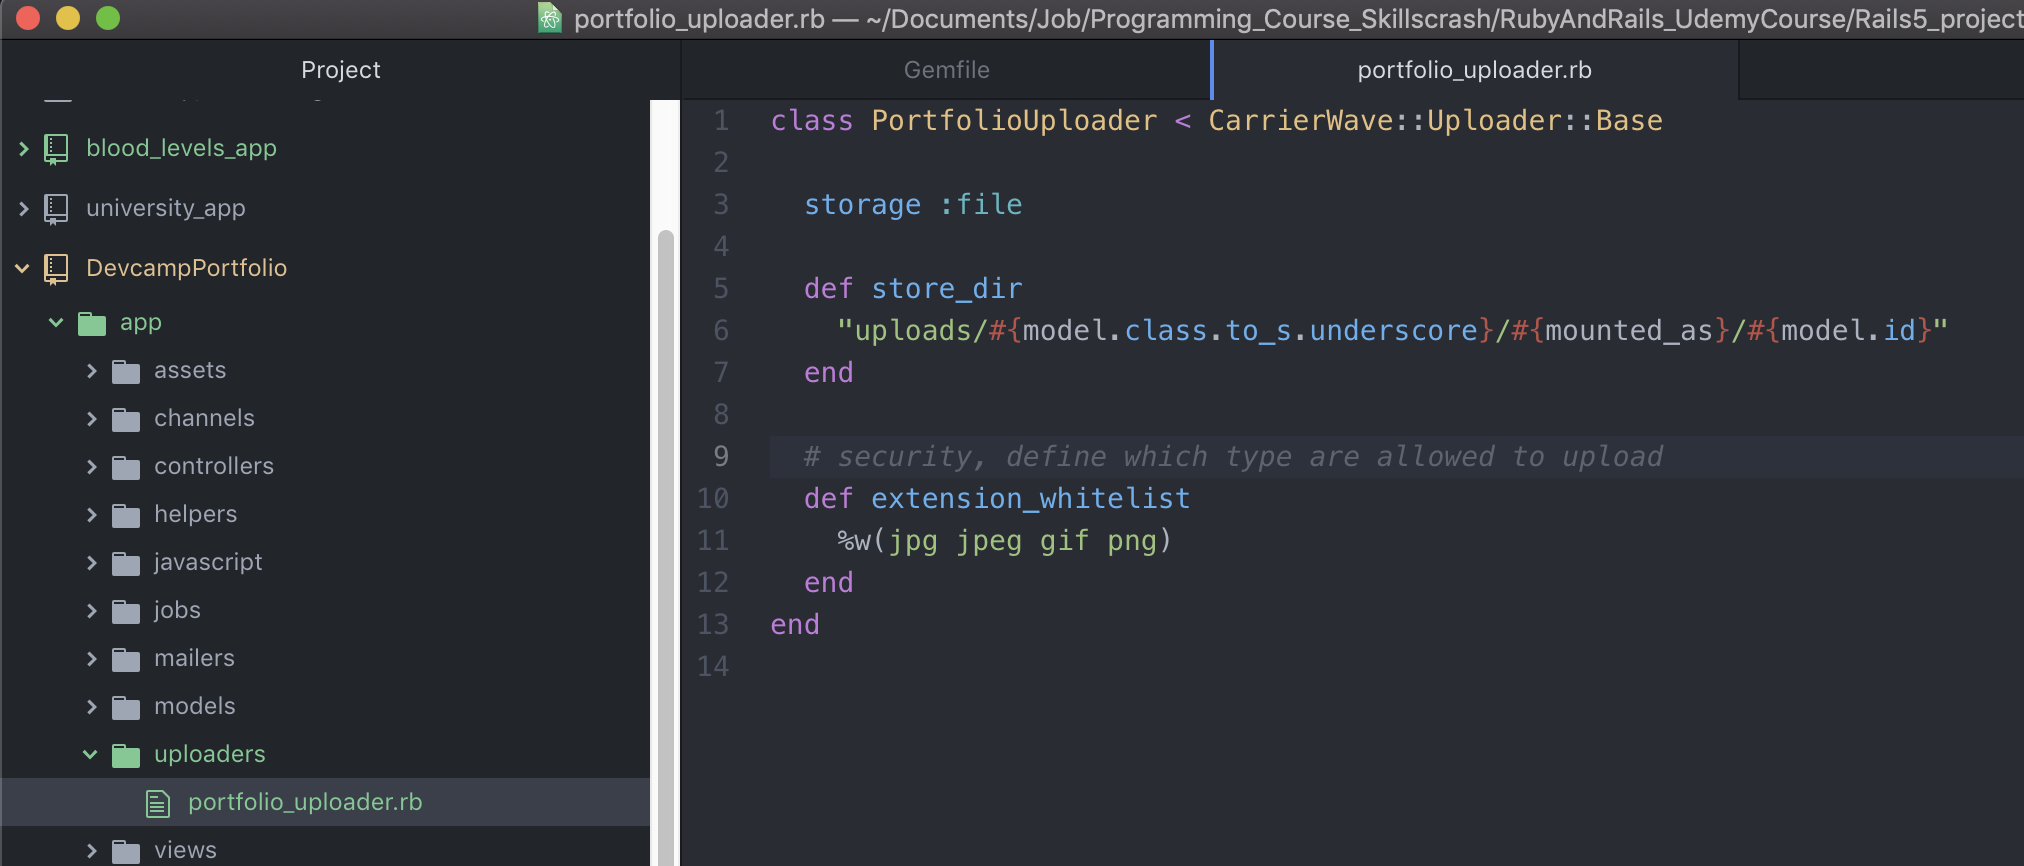 portfolio_uploader.rb — ~/Documents/Job/Programming_Course_Skillscrash/RubyAndRails_UdemyCourse/Rails5_project
Project
blood_levels_app
university_app
DevcampPortfolio
app
assets
channels
controllers
helpers
javascript
jobs
mailers
models
uploaders
portfolio_uploader.rb
views
Gemfile
portfolio_uploader.rb
1 class PortfolioUploader < CarrierWave::Uploader::Base
2
3 storage :file
4
5 def store_dir
6 "uploads/#{model.class.to_s.underscore}/#{mounted_as}/#{model.id}"
7 end
8
9 # security, define which type are allowed to upload
10 def extension_whitelist
11 %w(jpg jpeg gif png)
12 end
13 end
14